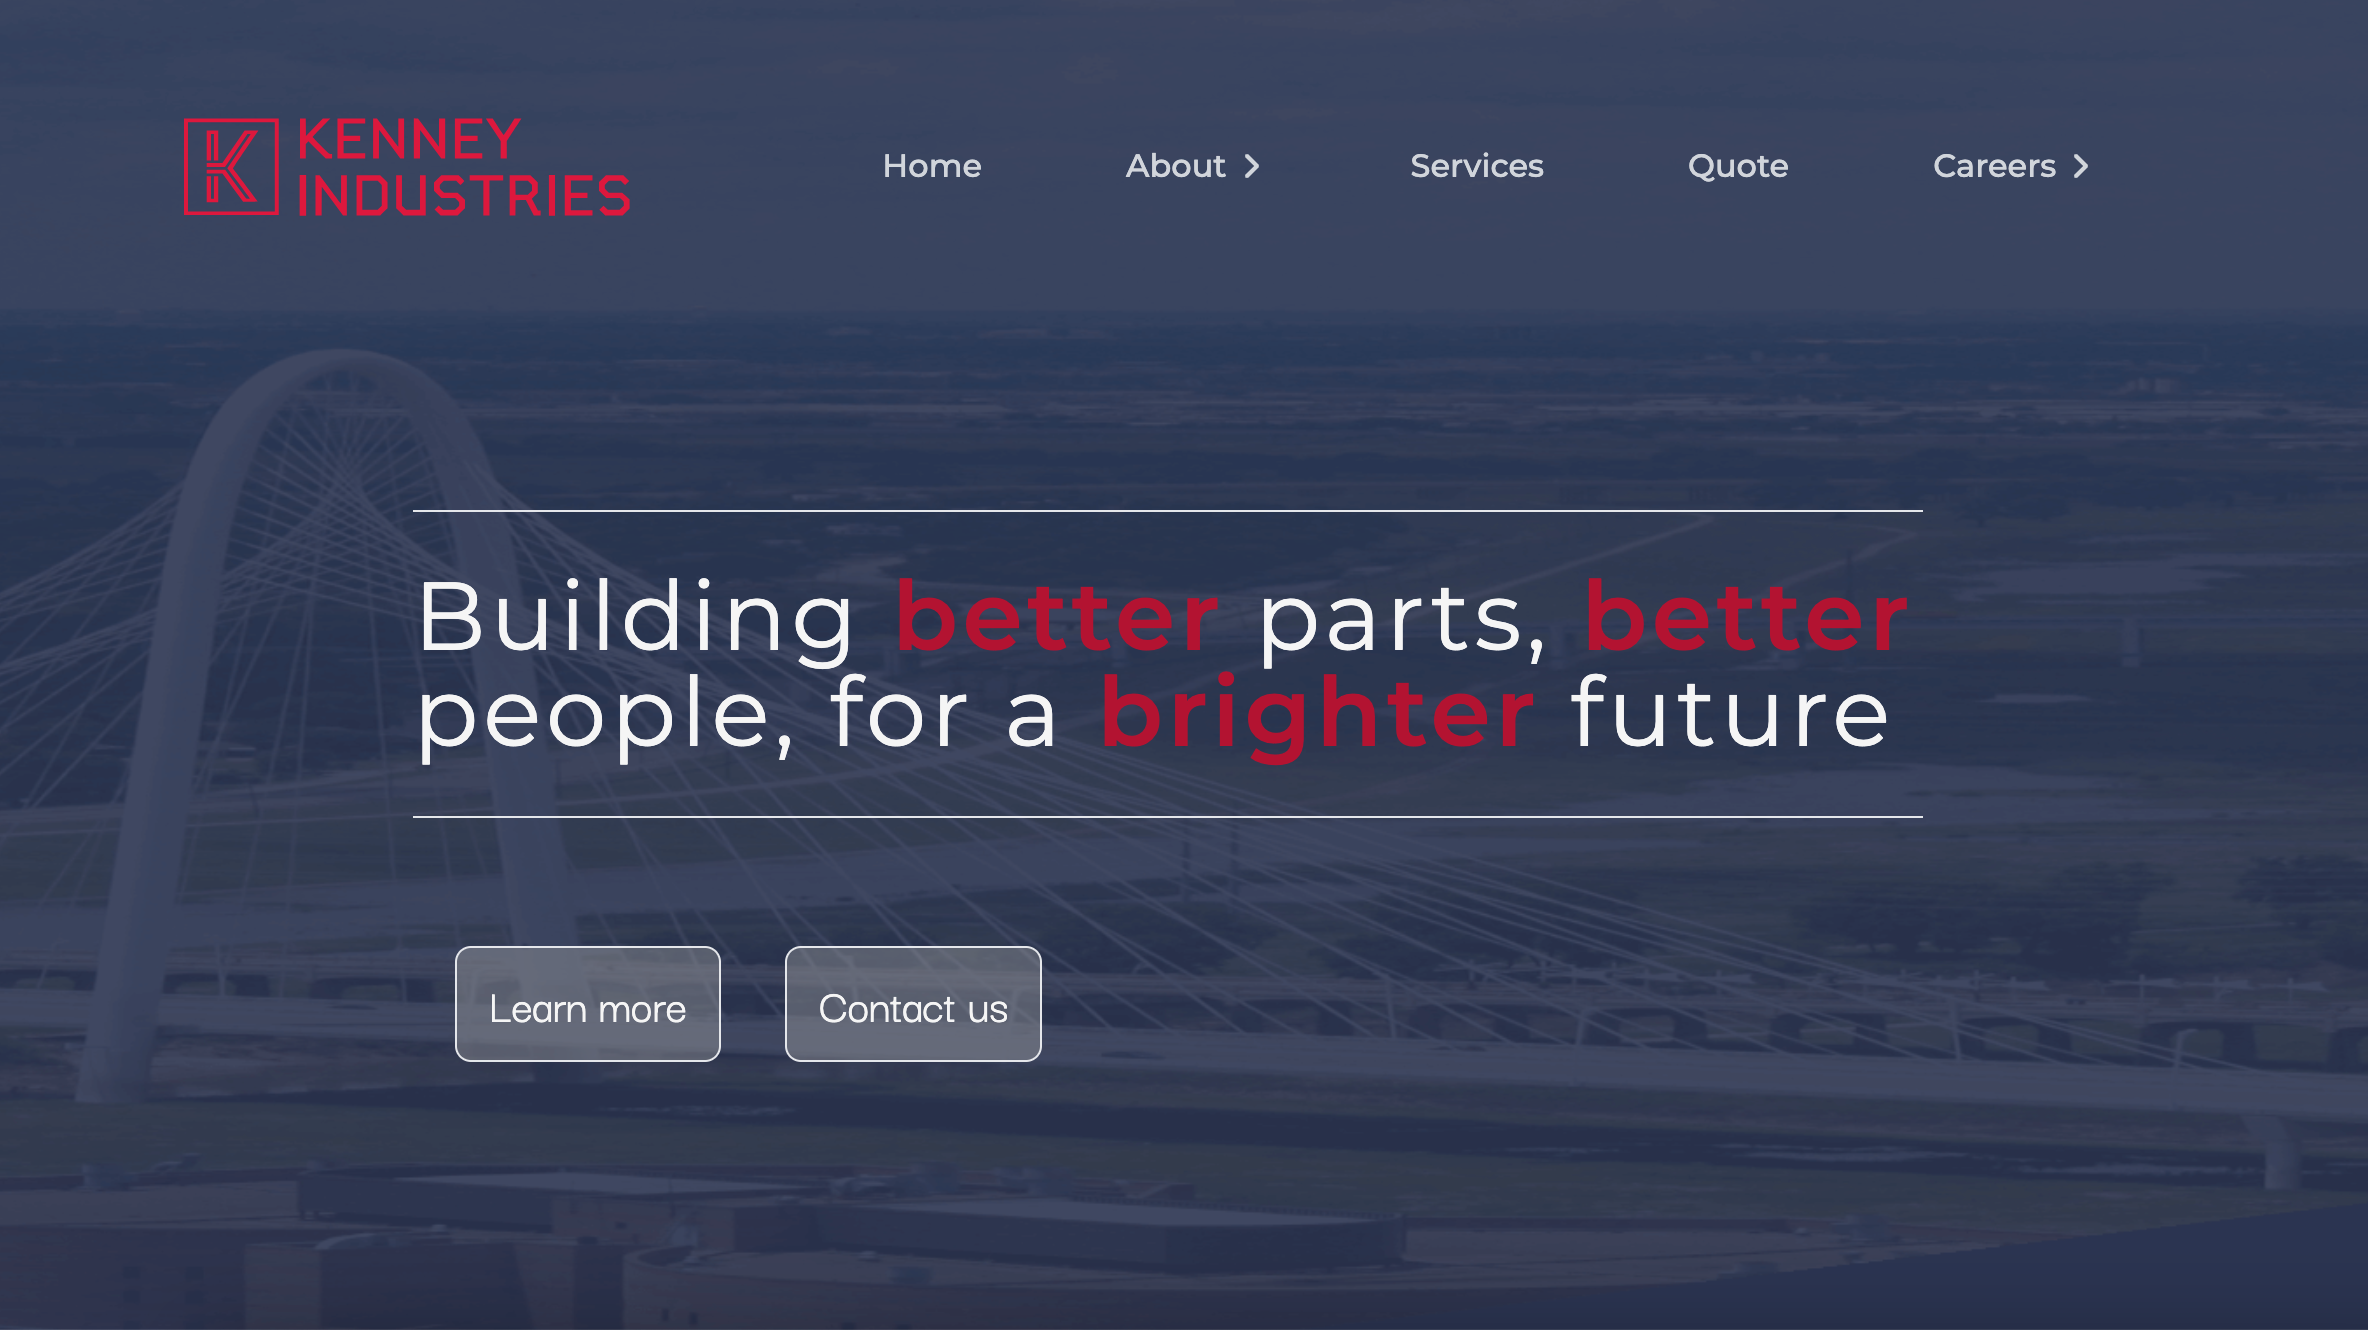 KENNEY
INDUSTRIES
Home
About
Services
Quote
Careers
Building better parts, better
people, for a brighter future
Learn more
Contact us